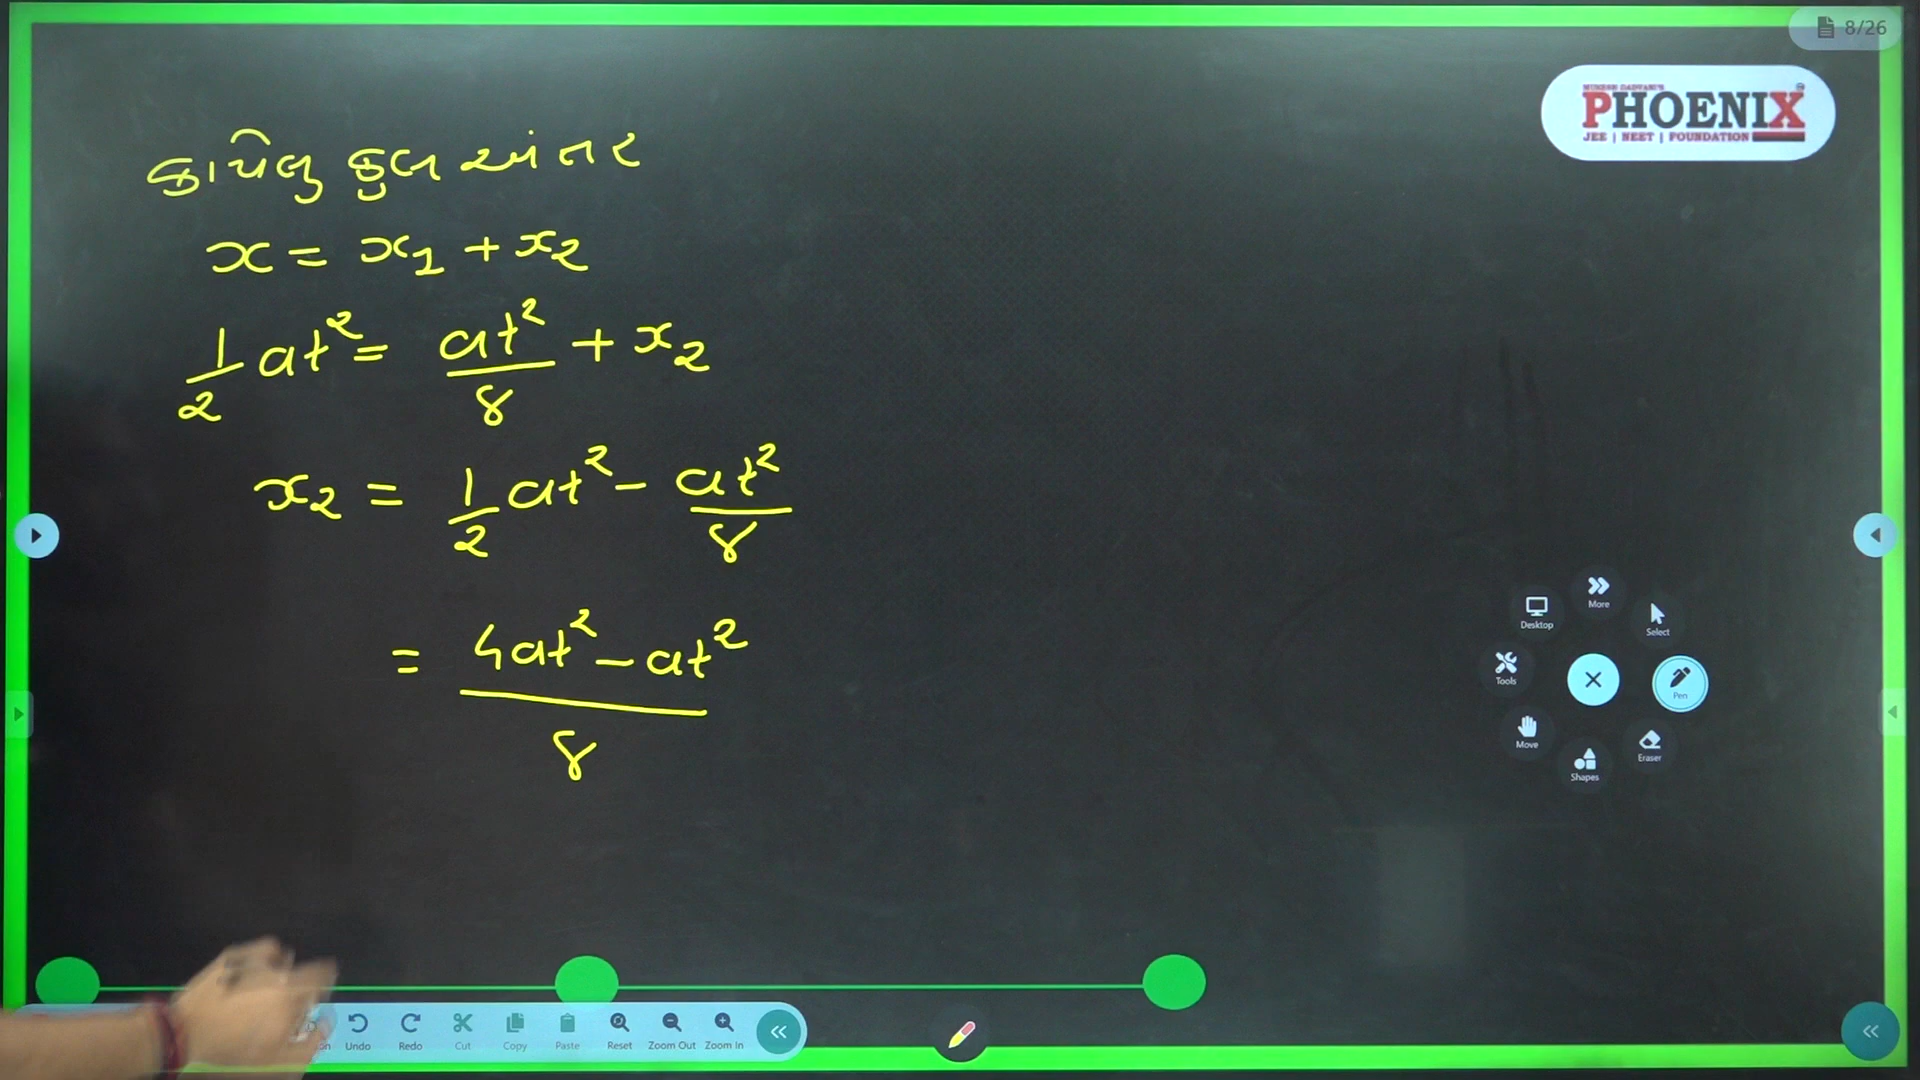 8/26
MUKESH DADVANI'S
PHOENIX
JEE | NEET | FOUNDATION
કાપેલુ કુલ અંતર
x = x₁ + x₂
1/2 at² = at²/8 + x₂
x₂ = 1/2 at² - at²/8
= (4at² - at²)/8
More
Desktop
Select
Tools
Pen
Move
Eraser
Shapes
Undo
Redo
Cut
Copy
Paste
Reset
Zoom Out
Zoom In